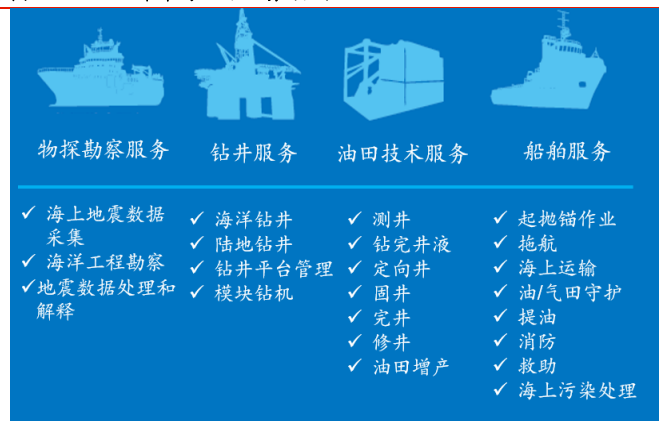 物探勘察服务
钻井服务
油田技术服务
船舶服务
✓ 海上地震数据
采集
✓ 海洋工程勘察
✓ 地震数据处理和
解释
✓ 海洋钻井
✓ 陆地钻井
✓ 钻井平台管理
✓ 模块钻机
✓ 测井
✓ 钻完井液
✓ 定向井
✓ 固井
✓ 完井
✓ 修井
✓ 油田增产
✓ 起抛锚作业
✓ 拖航
✓ 海上运输
✓ 油/气田守护
✓ 提油
✓ 消防
✓ 救助
✓ 海上污染处理